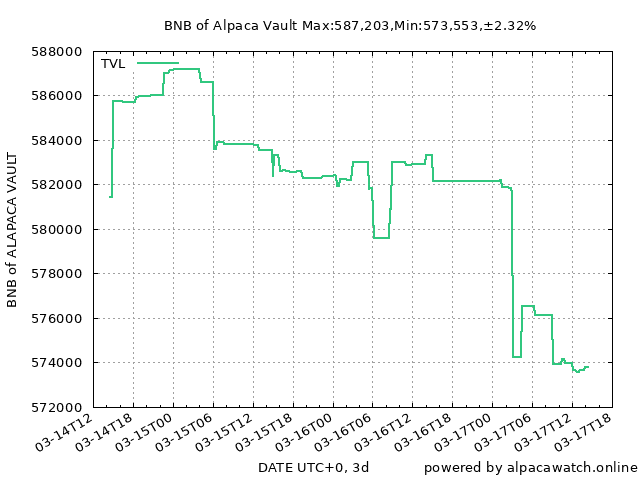 BNB of Alpaca Vault Max:587,203,Min:573,553,±2.32%
TVL
588000
586000
584000
582000
580000
578000
576000
574000
572000
BNB of ALAPACA VAULT
03-14T12
03-14T18
03-15T00
03-15T06
03-15T12
03-15T18
03-16T00
03-16T06
03-16T12
03-16T18
03-17T00
03-17T06
03-17T12
03-17T18
DATE UTC+0, 3d
powered by alpacawatch.online